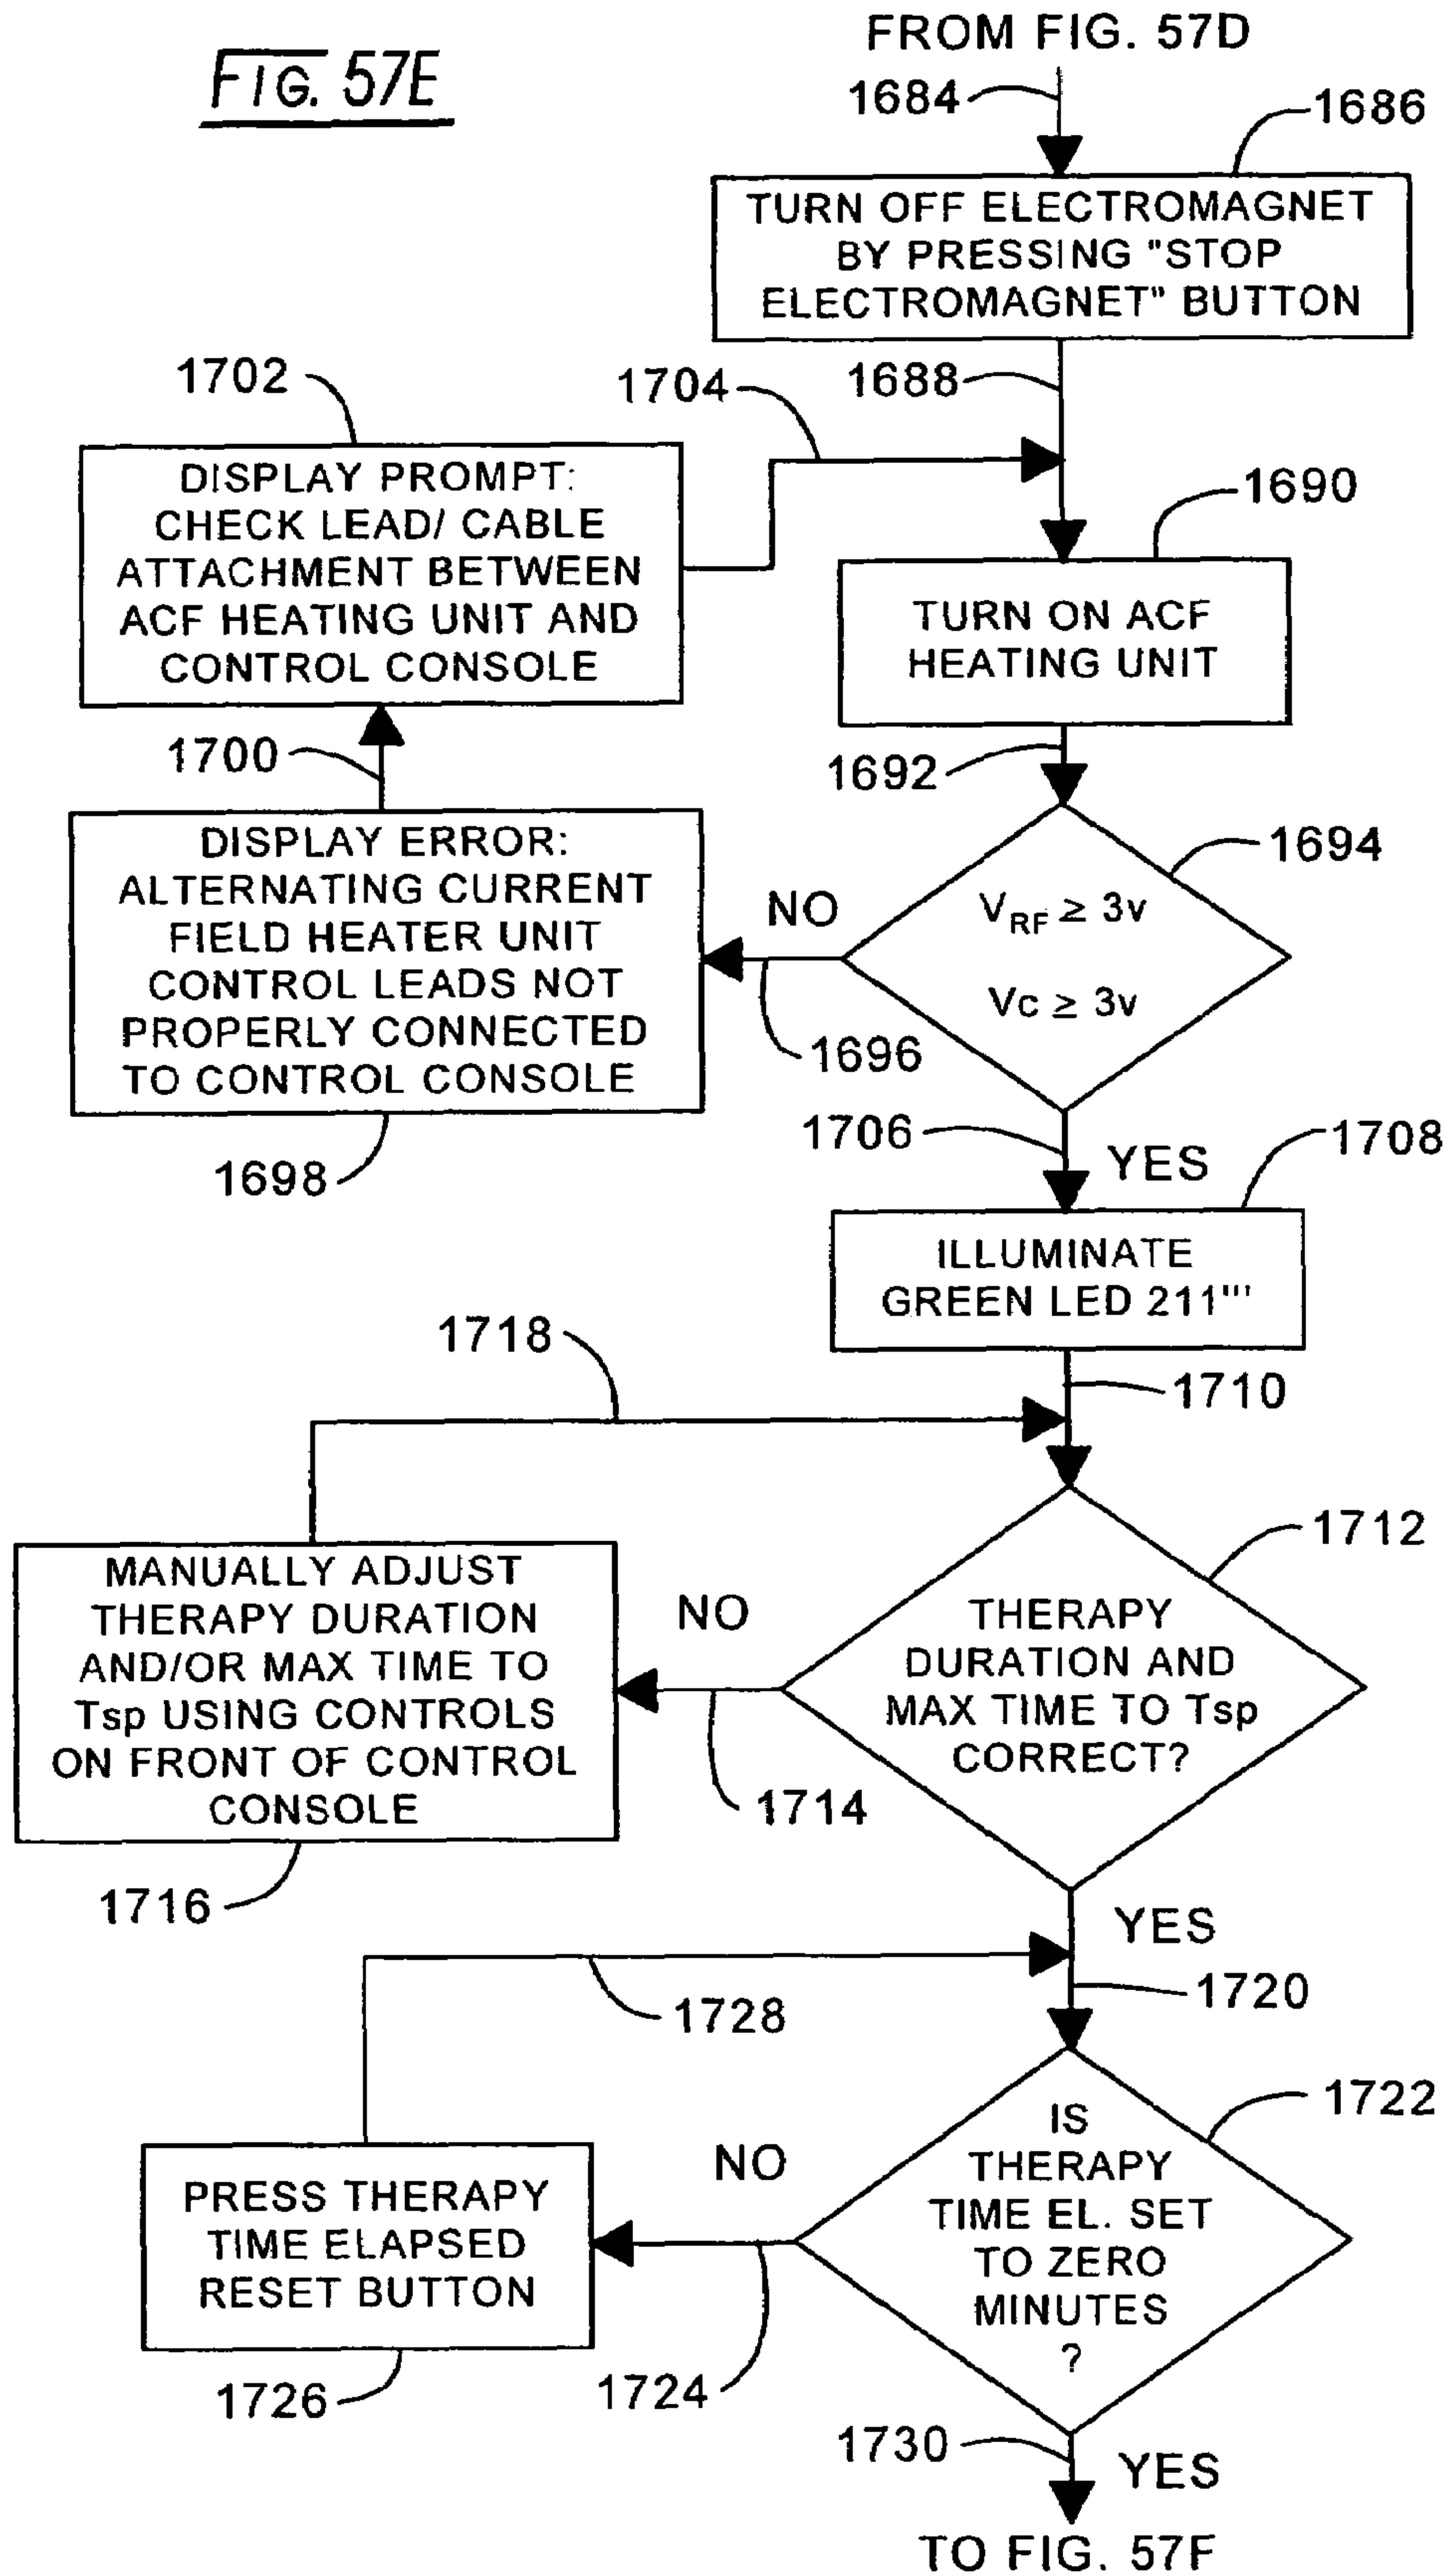 FIG. 57E
FROM FIG. 57D
1684
1686
TURN OFF ELECTROMAGNET
BY PRESSING "STOP
ELECTROMAGNET" BUTTON
1702
1704
1688
DISPLAY PROMPT:
CHECK LEAD/ CABLE
ATTACHMENT BETWEEN
ACF HEATING UNIT AND
CONTROL CONSOLE
1690
TURN ON ACF
HEATING UNIT
1700
1692
DISPLAY ERROR:
ALTERNATING CURRENT
FIELD HEATER UNIT
CONTROL LEADS NOT
PROPERLY CONNECTED
TO CONTROL CONSOLE
NO
1694
VRF ≥ 3v
Vc ≥ 3v
1696
1698
1706
YES
1708
ILLUMINATE
GREEN LED 211'''
1718
1710
1712
MANUALLY ADJUST
THERAPY DURATION
AND/OR MAX TIME TO
Tsp USING CONTROLS
ON FRONT OF CONTROL
CONSOLE
NO
THERAPY
DURATION AND
MAX TIME TO Tsp
CORRECT?
1714
1716
YES
1728
1720
1722
PRESS THERAPY
TIME ELAPSED
RESET BUTTON
NO
IS
THERAPY
TIME EL. SET
TO ZERO
MINUTES
?
1726
1724
1730
YES
TO FIG. 57F